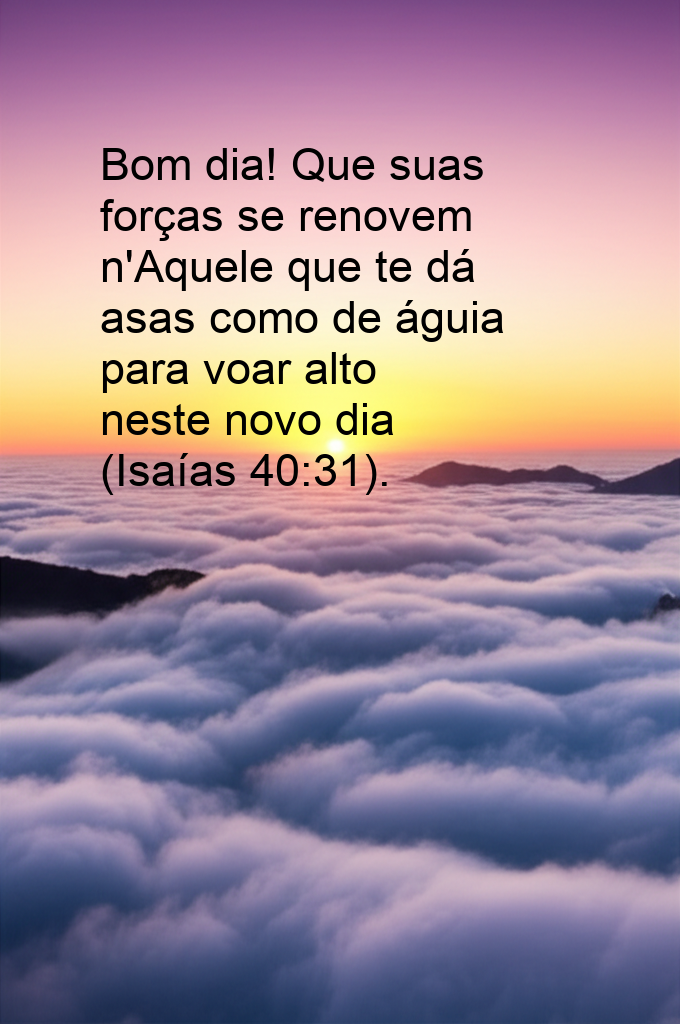 Bom dia! Que suas
forças se renovem
n'Aquele que te dá
asas como de águia
para voar alto
neste novo dia
(Isaías 40:31).